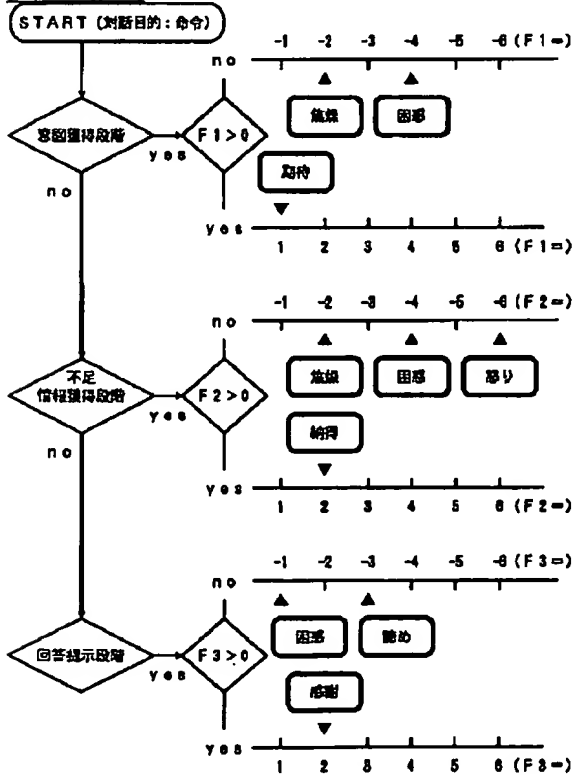 START (対話目的:命令)
no
-1 -2 -3 -4 -5 -6 (F1=)
困惑
意図獲得段階
yes
F1>0
期待
no
yes
1 2 3 4 5 6 (F1=)
-1 -2 -3 -4 -5 -6 (F2=)
no
困惑
怒り
不足
情報獲得段階
yes
F2>0
納得
no
yes
1 2 3 4 5 6 (F2=)
-1 -2 -3 -4 -5 -6 (F3=)
no
困惑
諦め
回答提示段階
yes
F3>0
感謝
yes
1 2 3 4 5 6 (F3=)